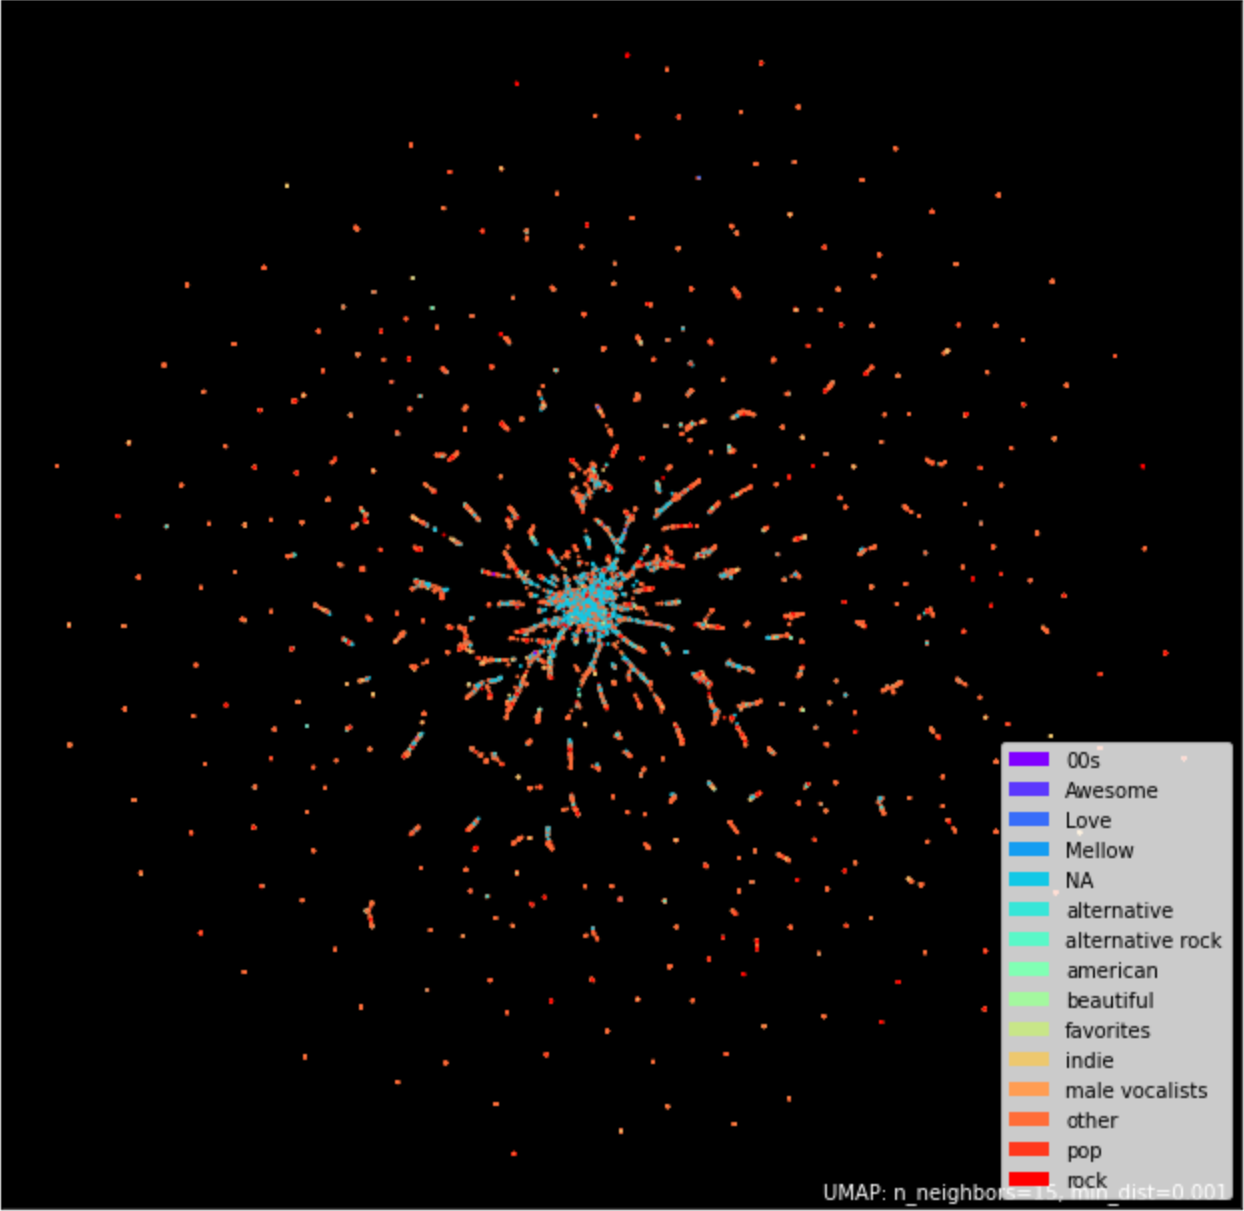 00s
Awesome
Love
Mellow
NA
alternative
alternative rock
american
beautiful
favorites
indie
male vocalists
other
pop
rock
UMAP: n_neighbors=15, min_dist=0.001